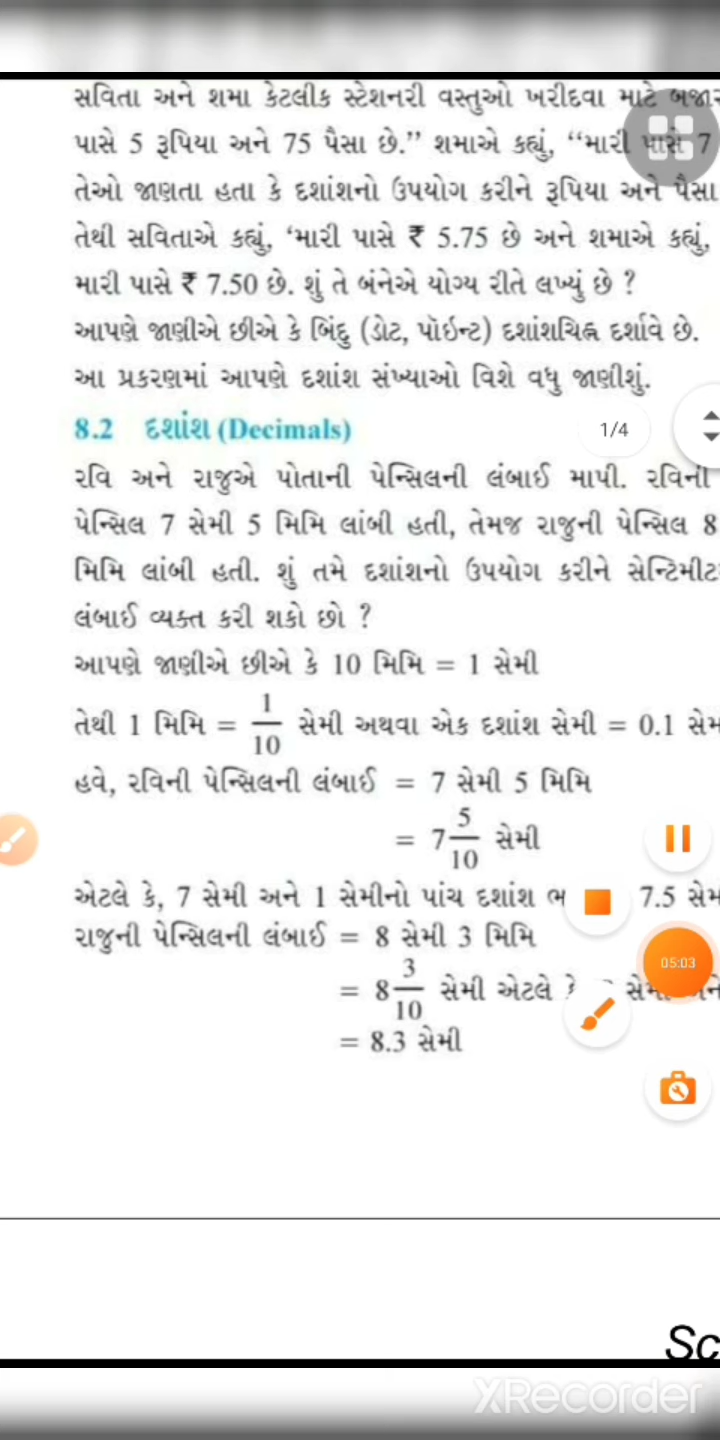 સવિતા અને શમા કેટલીક સ્ટેશનરી વસ્તુઓ ખરીદવા માટે બજાર
પાસે 5 રૂપિયા અને 75 પૈસા છે.” શમાએ કહ્યું, “મારી પાસે 7
તેઓ જાણતા હતા કે દશાંશનો ઉપયોગ કરીને રૂપિયા અને પૈસા
તેથી સવિતાએ કહ્યું, ‘મારી પાસે ₹ 5.75 છે અને શમાએ કહ્યું,
મારી પાસે ₹ 7.50 છે. શું તે બંનેએ યોગ્ય રીતે લખ્યું છે ?
આપણે જાણીએ છીએ કે બિંદુ (ડોટ, પૉઇન્ટ) દશાંશચિહ્ન દર્શાવે છે.
આ પ્રકરણમાં આપણે દશાંશ સંખ્યાઓ વિશે વધુ જાણીશું.
8.2 દશાંશ (Decimals)
1/4
રવિ અને રાજુએ પોતાની પેન્સિલની લંબાઈ માપી. રવિની
પેન્સિલ 7 સેમી 5 મિમિ લાંબી હતી, તેમજ રાજુની પેન્સિલ 8
મિમિ લાંબી હતી. શું તમે દશાંશનો ઉપયોગ કરીને સેન્ટિમીટ
લંબાઈ વ્યક્ત કરી શકો છો ?
આપણે જાણીએ છીએ કે 10 મિમિ = 1 સેમી
તેથી 1 મિમિ = 1/10 સેમી અથવા એક દશાંશ સેમી = 0.1 સેમ
હવે, રવિની પેન્સિલની લંબાઈ = 7 સેમી 5 મિમિ
= 7 5/10 સેમી
એટલે કે, 7 સેમી અને 1 સેમીનો પાંચ દશાંશ ભ 7.5 સેમ
રાજુની પેન્સિલની લંબાઈ = 8 સેમી 3 મિમિ
05:03
= 8 3/10 સેમી એટલે
= 8.3 સેમી
Sc
XRecorder